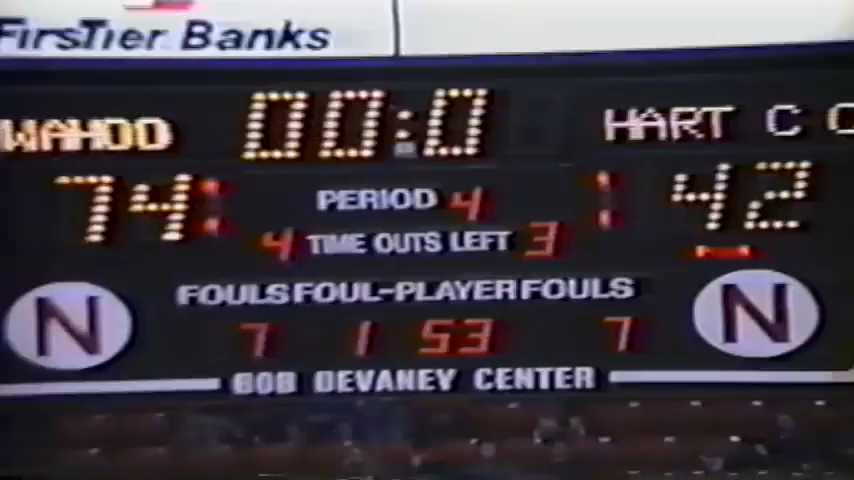 FirsTier Banks
WAHOO 00:0 HART C C
74 PERIOD 4 42
4 TIME OUTS LEFT 3
FOULS FOUL-PLAYER FOULS
N 7 1 53 7 N
BOB DEVANEY CENTER